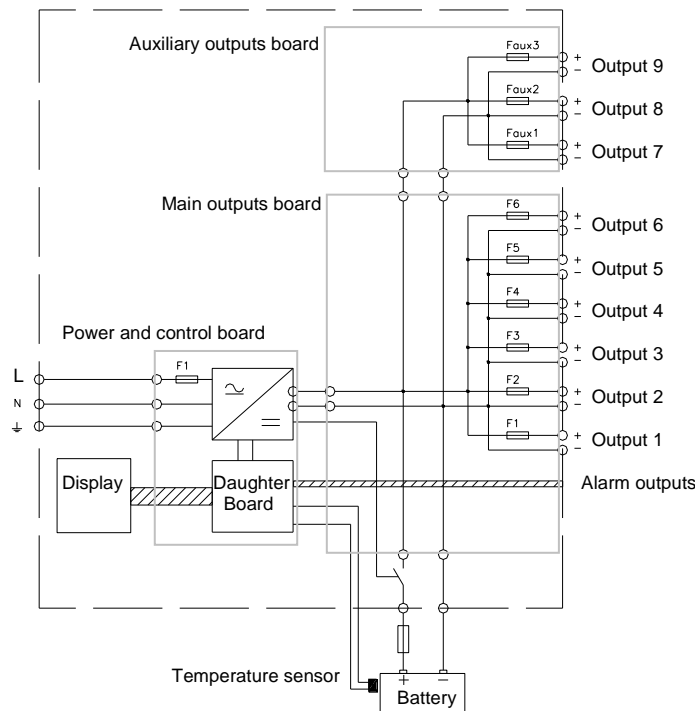 Auxiliary outputs board
Faux3
+
−
Output 9
Faux2
+
−
Output 8
Faux1
+
−
Output 7
Main outputs board
F6
+
−
Output 6
F5
+
−
Output 5
F4
+
−
Output 4
F3
+
−
Output 3
F2
+
−
Output 2
F1
+
−
Output 1
Power and control board
L
F1
N
Display
Daughter
Board
Alarm outputs
Temperature sensor
+
−
Battery